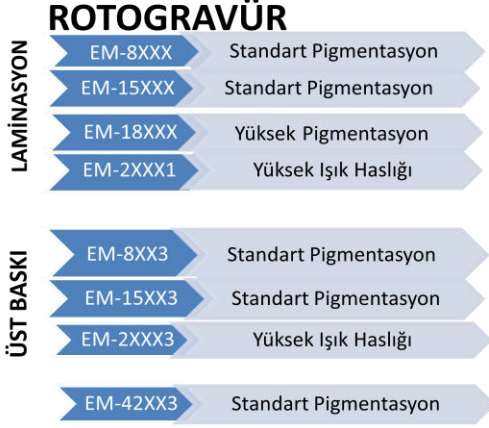 ROTOGRAVÜR
LAMİNASYON
EM-8XXX Standart Pigmentasyon
EM-15XXX Standart Pigmentasyon
EM-18XXX Yüksek Pigmentasyon
EM-2XXX1 Yüksek Işık Haslığı
ÜST BASKI
EM-8XX3 Standart Pigmentasyon
EM-15XX3 Standart Pigmentasyon
EM-2XXX3 Yüksek Işık Haslığı
EM-42XX3 Standart Pigmentasyon